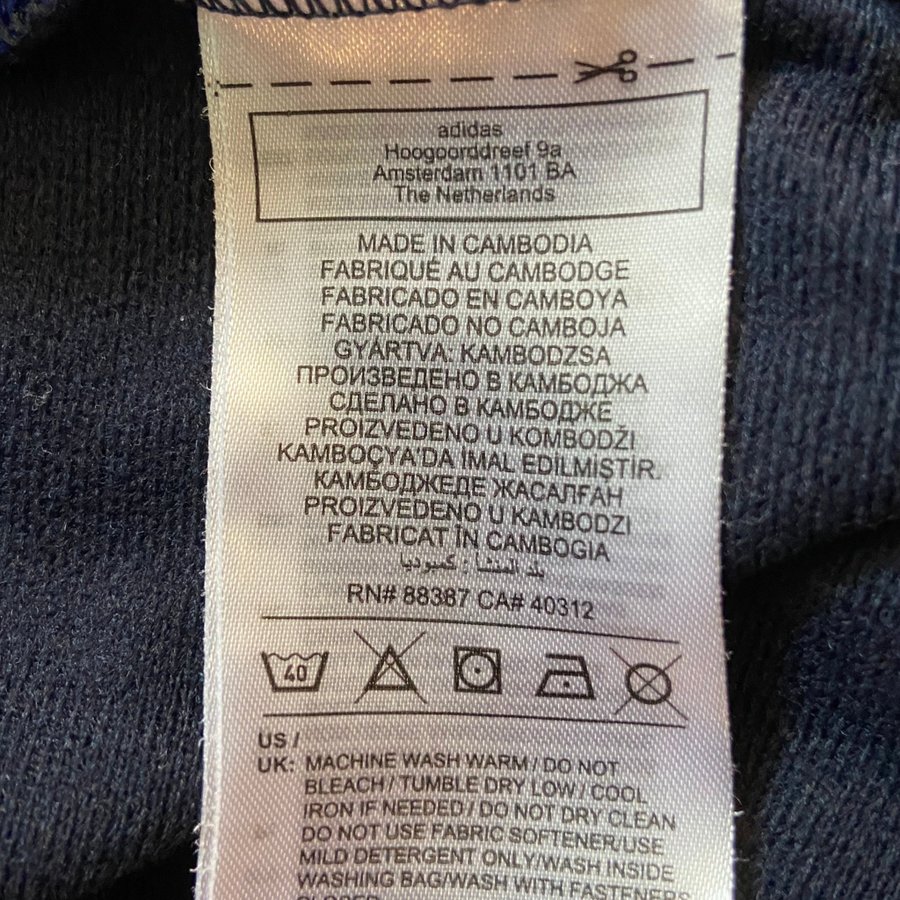 adidas
Hoogoorddreef 9a
Amsterdam 1101 BA
The Netherlands
MADE IN CAMBODIA
FABRIQUÉ AU CAMBODGE
FABRICADO EN CAMBOYA
FABRICADO NO CAMBOJA
GYÁRTVA: KAMBODZSA
ПРОИЗВЕДЕНО В КАМБОДЖА
СДЕЛАНО В КАМБОДЖЕ
PROIZVEDENO U KOMBODŽI
KAMBOÇYA'DA İMAL EDİLMİŞTİR.
КАМБОДЖЕДЕ ЖАСАЛҒАН
PROIZVEDENO U KAMBODZI
FABRICAT ÎN CAMBOGIA
بلد المنشأ : كمبوديا
RN# 88387 CA# 40312
40
US /
UK: MACHINE WASH WARM / DO NOT
BLEACH / TUMBLE DRY LOW / COOL
IRON IF NEEDED / DO NOT DRY CLEAN
DO NOT USE FABRIC SOFTENER/USE
MILD DETERGENT ONLY/WASH INSIDE
WASHING BAG/WASH WITH FASTENERS